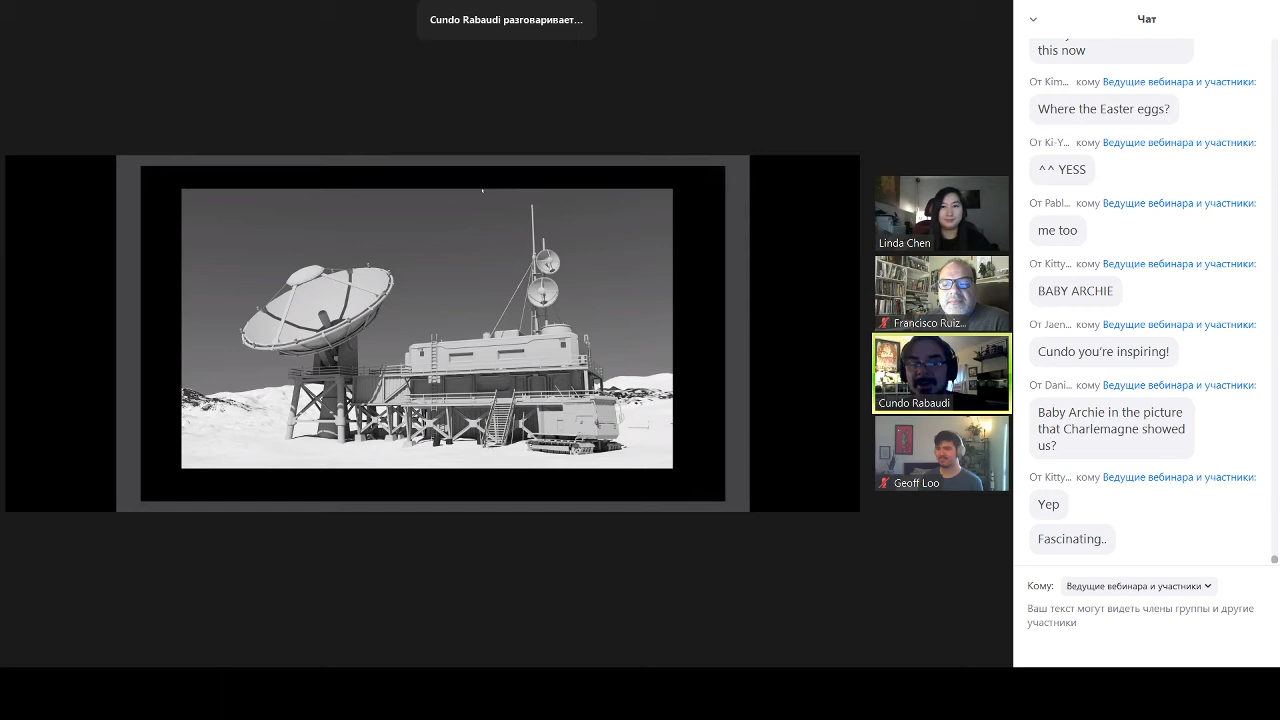 Cundo Rabaudi разговаривает...
Linda Chen
Francisco Ruiz...
Cundo Rabaudi
Geoff Loo
Чат
this now
От Kim... кому Ведущие вебинара и участники:
Where the Easter eggs?
От Ki-Y... кому Ведущие вебинара и участники:
^^ YESS
От Pabl... кому Ведущие вебинара и участники:
me too
От Kitty... кому Ведущие вебинара и участники:
BABY ARCHIE
От Jaen... кому Ведущие вебинара и участники:
Cundo you're inspiring!
От Dani... кому Ведущие вебинара и участники:
Baby Archie in the picture
that Charlemagne showed
us?
От Kitty... кому Ведущие вебинара и участники:
Yep
Fascinating..
Кому: Ведущие вебинара и участники
Ваш текст могут видеть члены группы и другие
участники